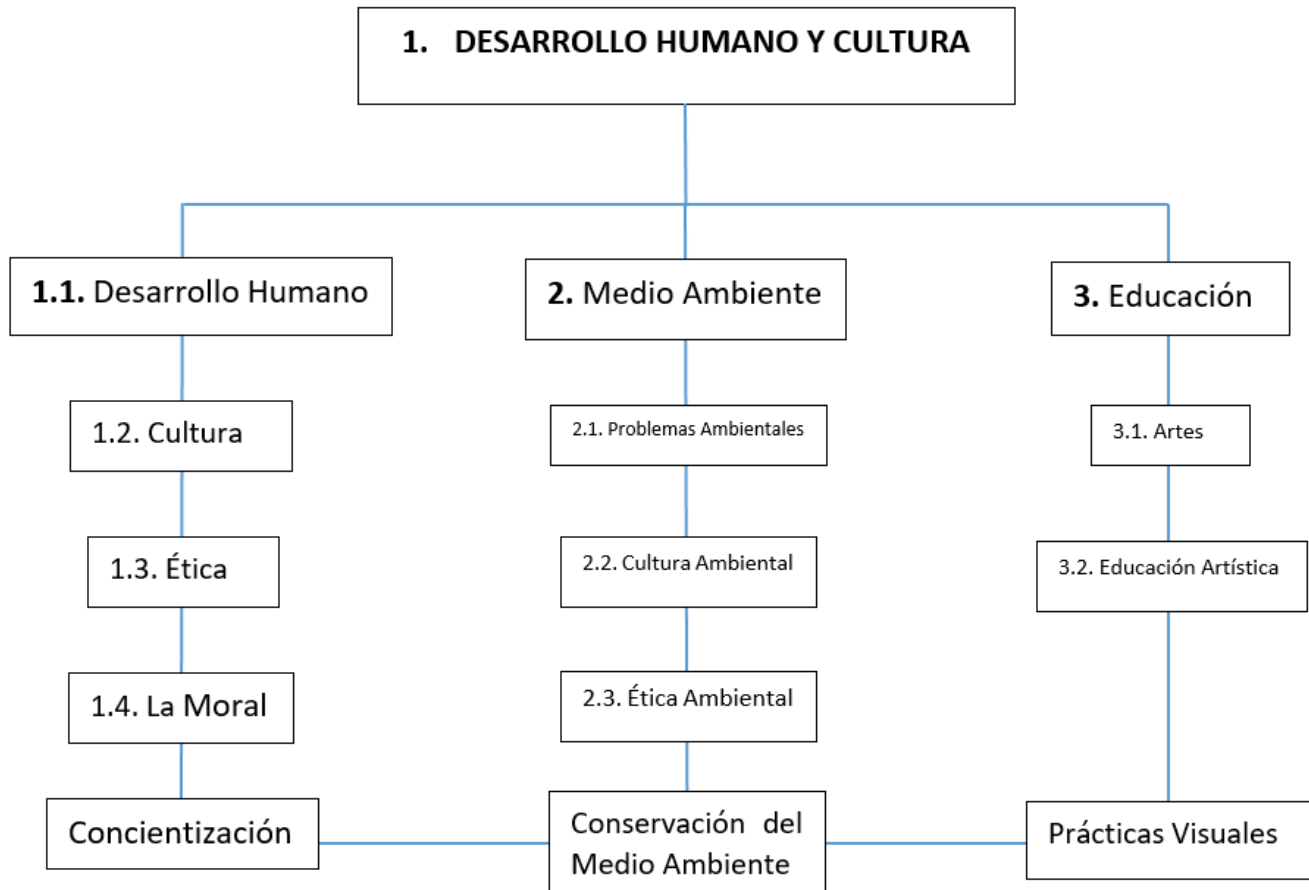 1. DESARROLLO HUMANO Y CULTURA
1.1. Desarrollo Humano
2. Medio Ambiente
3. Educación
1.2. Cultura
2.1. Problemas Ambientales
3.1. Artes
1.3. Ética
2.2. Cultura Ambiental
3.2. Educación Artística
1.4. La Moral
2.3. Ética Ambiental
Concientización
Conservación del
Medio Ambiente
Prácticas Visuales